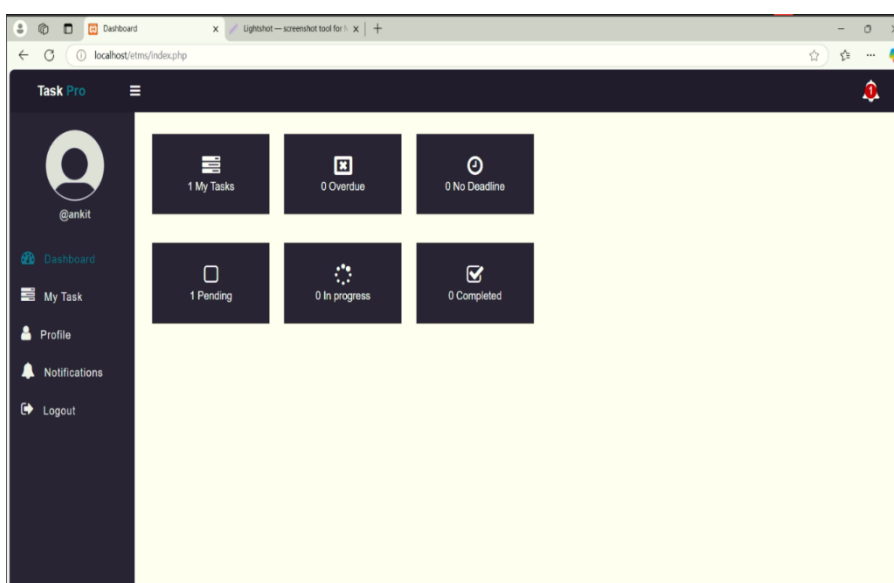 Dashboard
Lightshot — screenshot tool for
localhost/etms/index.php
Task Pro
1
@ankit
Dashboard
My Task
Profile
Notifications
Logout
1 My Tasks
0 Overdue
0 No Deadline
1 Pending
0 In progress
0 Completed